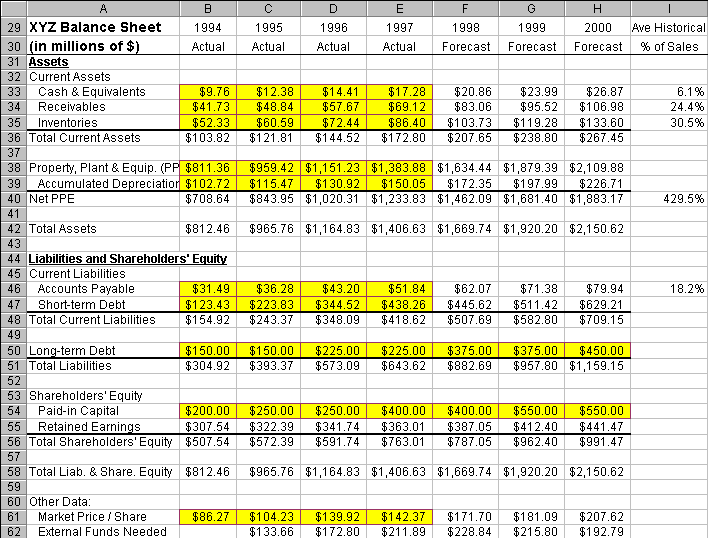 A B C D E F G H I
29 XYZ Balance Sheet 1994 1995 1996 1997 1998 1999 2000 Ave Historical
30 (in millions of $) Actual Actual Actual Actual Forecast Forecast Forecast % of Sales
31 Assets
32 Current Assets
33 Cash & Equivalents $9.76 $12.38 $14.41 $17.28 $20.86 $23.99 $26.87 6.1%
34 Receivables $41.73 $48.84 $57.67 $69.12 $83.06 $95.52 $106.98 24.4%
35 Inventories $52.33 $60.59 $72.44 $86.40 $103.73 $119.28 $133.60 30.5%
36 Total Current Assets $103.82 $121.81 $144.52 $172.80 $207.65 $238.80 $267.45
37
38 Property, Plant & Equip. (PP $811.36 $959.42 $1,151.23 $1,383.88 $1,634.44 $1,879.39 $2,109.88
39 Accumulated Depreciation $102.72 $115.47 $130.92 $150.05 $172.35 $197.99 $226.71
40 Net PPE $708.64 $843.95 $1,020.31 $1,233.83 $1,462.09 $1,681.40 $1,883.17 429.5%
41
42 Total Assets $812.46 $965.76 $1,164.83 $1,406.63 $1,669.74 $1,920.20 $2,150.62
43
44 Liabilities and Shareholders' Equity
45 Current Liabilities
46 Accounts Payable $31.49 $36.28 $43.20 $51.84 $62.07 $71.38 $79.94 18.2%
47 Short-term Debt $123.43 $223.83 $344.52 $438.26 $445.62 $511.42 $629.21
48 Total Current Liabilities $154.92 $243.37 $348.09 $418.62 $507.69 $582.80 $709.15
49
50 Long-term Debt $150.00 $150.00 $225.00 $225.00 $375.00 $375.00 $450.00
51 Total Liabilities $304.92 $393.37 $573.09 $643.62 $882.69 $957.80 $1,159.15
52
53 Shareholders' Equity
54 Paid-in Capital $200.00 $250.00 $250.00 $400.00 $400.00 $550.00 $550.00
55 Retained Earnings $307.54 $322.39 $341.74 $363.01 $387.05 $412.40 $441.47
56 Total Shareholders' Equity $507.54 $572.39 $591.74 $763.01 $787.05 $962.40 $991.47
57
58 Total Liab. & Share. Equity $812.46 $965.76 $1,164.83 $1,406.63 $1,669.74 $1,920.20 $2,150.62
59
60 Other Data:
61 Market Price / Share $86.27 $104.23 $139.92 $142.37 $171.70 $181.09 $207.62
62 External Funds Needed $133.66 $172.80 $211.89 $228.84 $215.80 $192.79